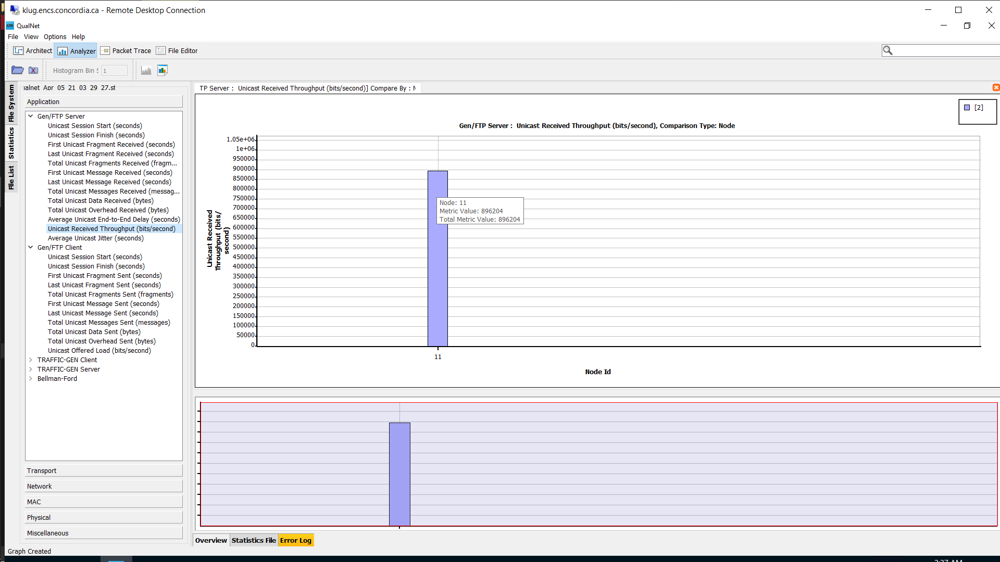 klug.encs.concordia.ca - Remote Desktop Connection
QN QualNet
File View Options Help
Architect Analyzer Packet Trace File Editor
Histogram Bin S 1
File System
Statistics
File List
alnet Apr 05 21 03 29 27.st
Application
Gen/FTP Server
Unicast Session Start (seconds)
Unicast Session Finish (seconds)
First Unicast Fragment Received (seconds)
Last Unicast Fragment Received (seconds)
Total Unicast Fragments Received (fragm...
First Unicast Message Received (seconds)
Last Unicast Message Received (seconds)
Total Unicast Messages Received (messag...
Total Unicast Data Received (bytes)
Total Unicast Overhead Received (bytes)
Average Unicast End-to-End Delay (seconds)
Unicast Received Throughput (bits/second)
Average Unicast Jitter (seconds)
Gen/FTP Client
Unicast Session Start (seconds)
Unicast Session Finish (seconds)
First Unicast Fragment Sent (seconds)
Last Unicast Fragment Sent (seconds)
Total Unicast Fragments Sent (fragments)
First Unicast Message Sent (seconds)
Last Unicast Message Sent (seconds)
Total Unicast Messages Sent (messages)
Total Unicast Data Sent (bytes)
Total Unicast Overhead Sent (bytes)
Unicast Offered Load (bits/second)
TRAFFIC-GEN Client
TRAFFIC-GEN Server
Bellman-Ford
Transport
Network
MAC
Physical
Miscellaneous
TP Server : Unicast Received Throughput (bits/second)] Compare By : N
[2]
Gen/FTP Server : Unicast Received Throughput (bits/second), Comparison Type: Node
1.05e+06
1e+06
950000
900000
850000
800000
750000
700000
650000
600000
550000
500000
450000
400000
350000
300000
250000
200000
150000
100000
50000
0
Unicast Received
Throughput (bits/
second)
Node: 11
Metric Value: 896204
Total Metric Value: 896204
11
Node Id
Overview Statistics File Error Log
Graph Created